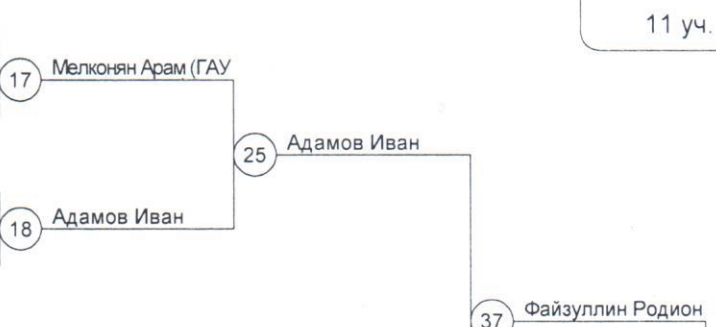 11 уч.
17 Мелконян Арам (ГАУ
25 Адамов Иван
18 Адамов Иван
37 Файзуллин Родион